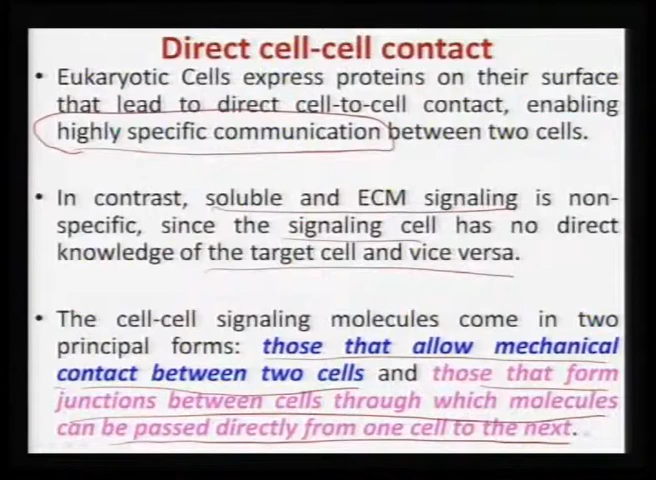 Direct cell-cell contact
• Eukaryotic Cells express proteins on their surface
that lead to direct cell-to-cell contact, enabling
highly specific communication between two cells.
• In contrast, soluble and ECM signaling is non-
specific, since the signaling cell has no direct
knowledge of the target cell and vice versa.
• The cell-cell signaling molecules come in two
principal forms: those that allow mechanical
contact between two cells and those that form
junctions between cells through which molecules
can be passed directly from one cell to the next.